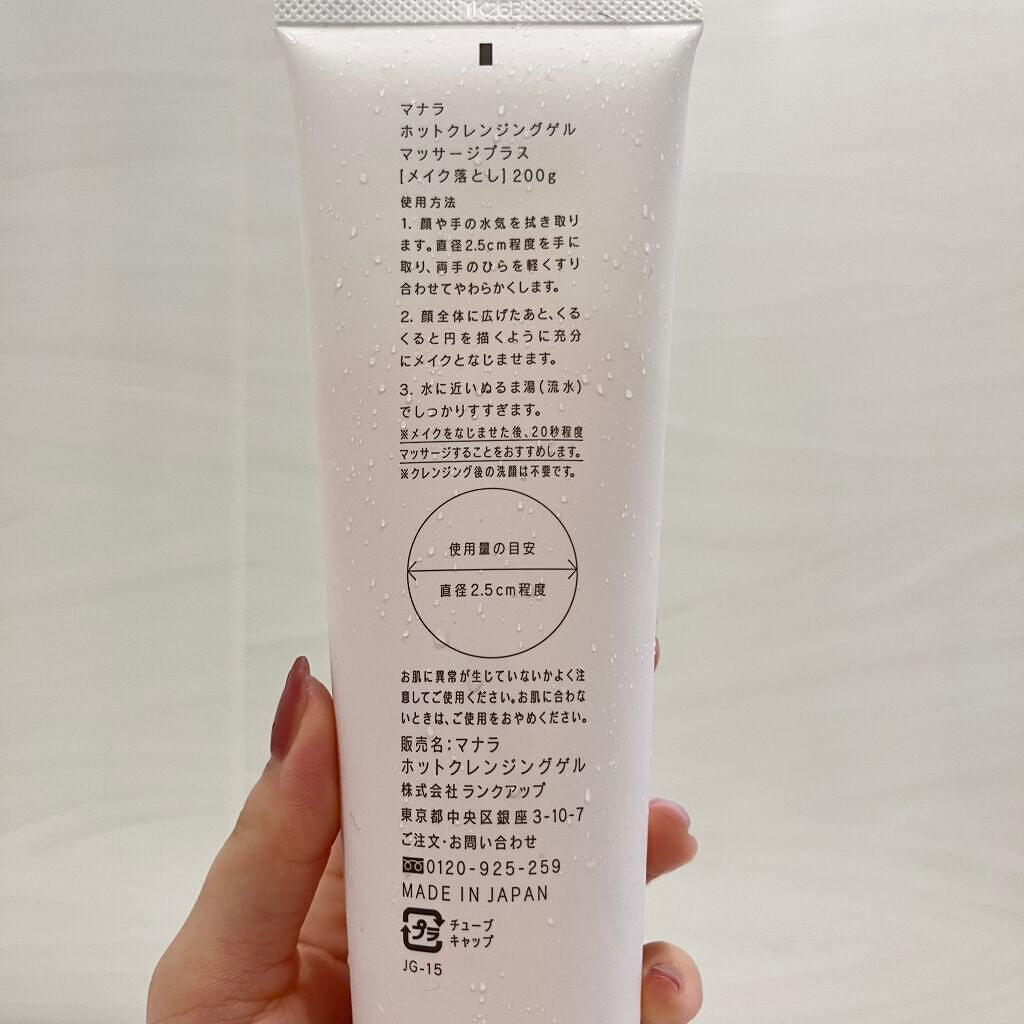 マナラ
ホットクレンジングゲル
マッサージプラス
[メイク落とし] 200g
使用方法
1. 顔や手の水気を拭き取り
ます。直径2.5cm程度を手に
取り、両手のひらを軽くすり
合わせてやわらかくします。
2. 顔全体に広げたあと、くる
くると円を描くように充分
にメイクとなじませます。
3. 水に近いぬるま湯(流水)
でしっかりすすぎます。
※メイクをなじませた後、20秒程度
マッサージすることをおすすめします。
※クレンジング後の洗顔は不要です。
使用量の目安
直径2.5cm程度
お肌に異常が生じていないかよく注
意してご使用ください。お肌に合わな
いときは、ご使用をおやめください。
販売名:マナラ
ホットクレンジングゲル
株式会社ランクアップ
東京都中央区銀座3-10-7
ご注文・お問い合わせ
0120-925-259
MADE IN JAPAN
プラ
チューブ
キャップ
JG-15